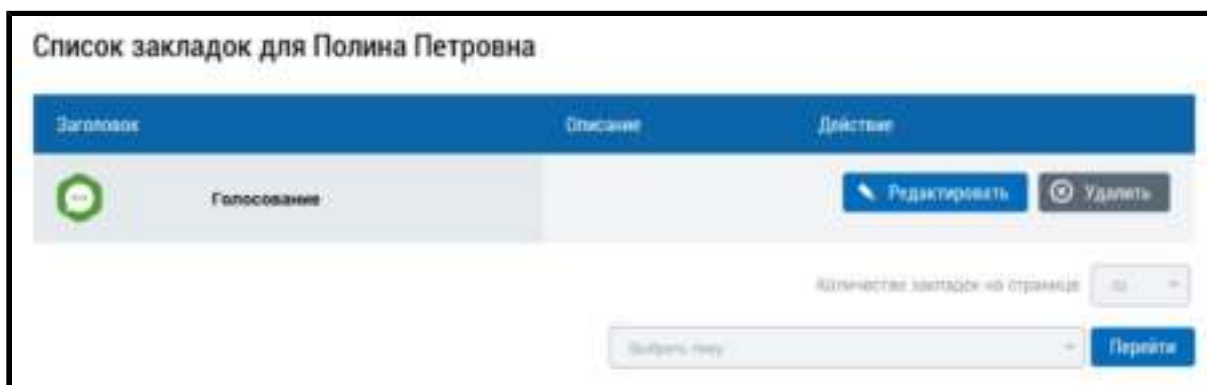 Список закладок для Полина Петровна
Заголовок Описание Действие
Голосование Редактировать Удалить
Количество закладок на странице
Выбрать тему Перейти